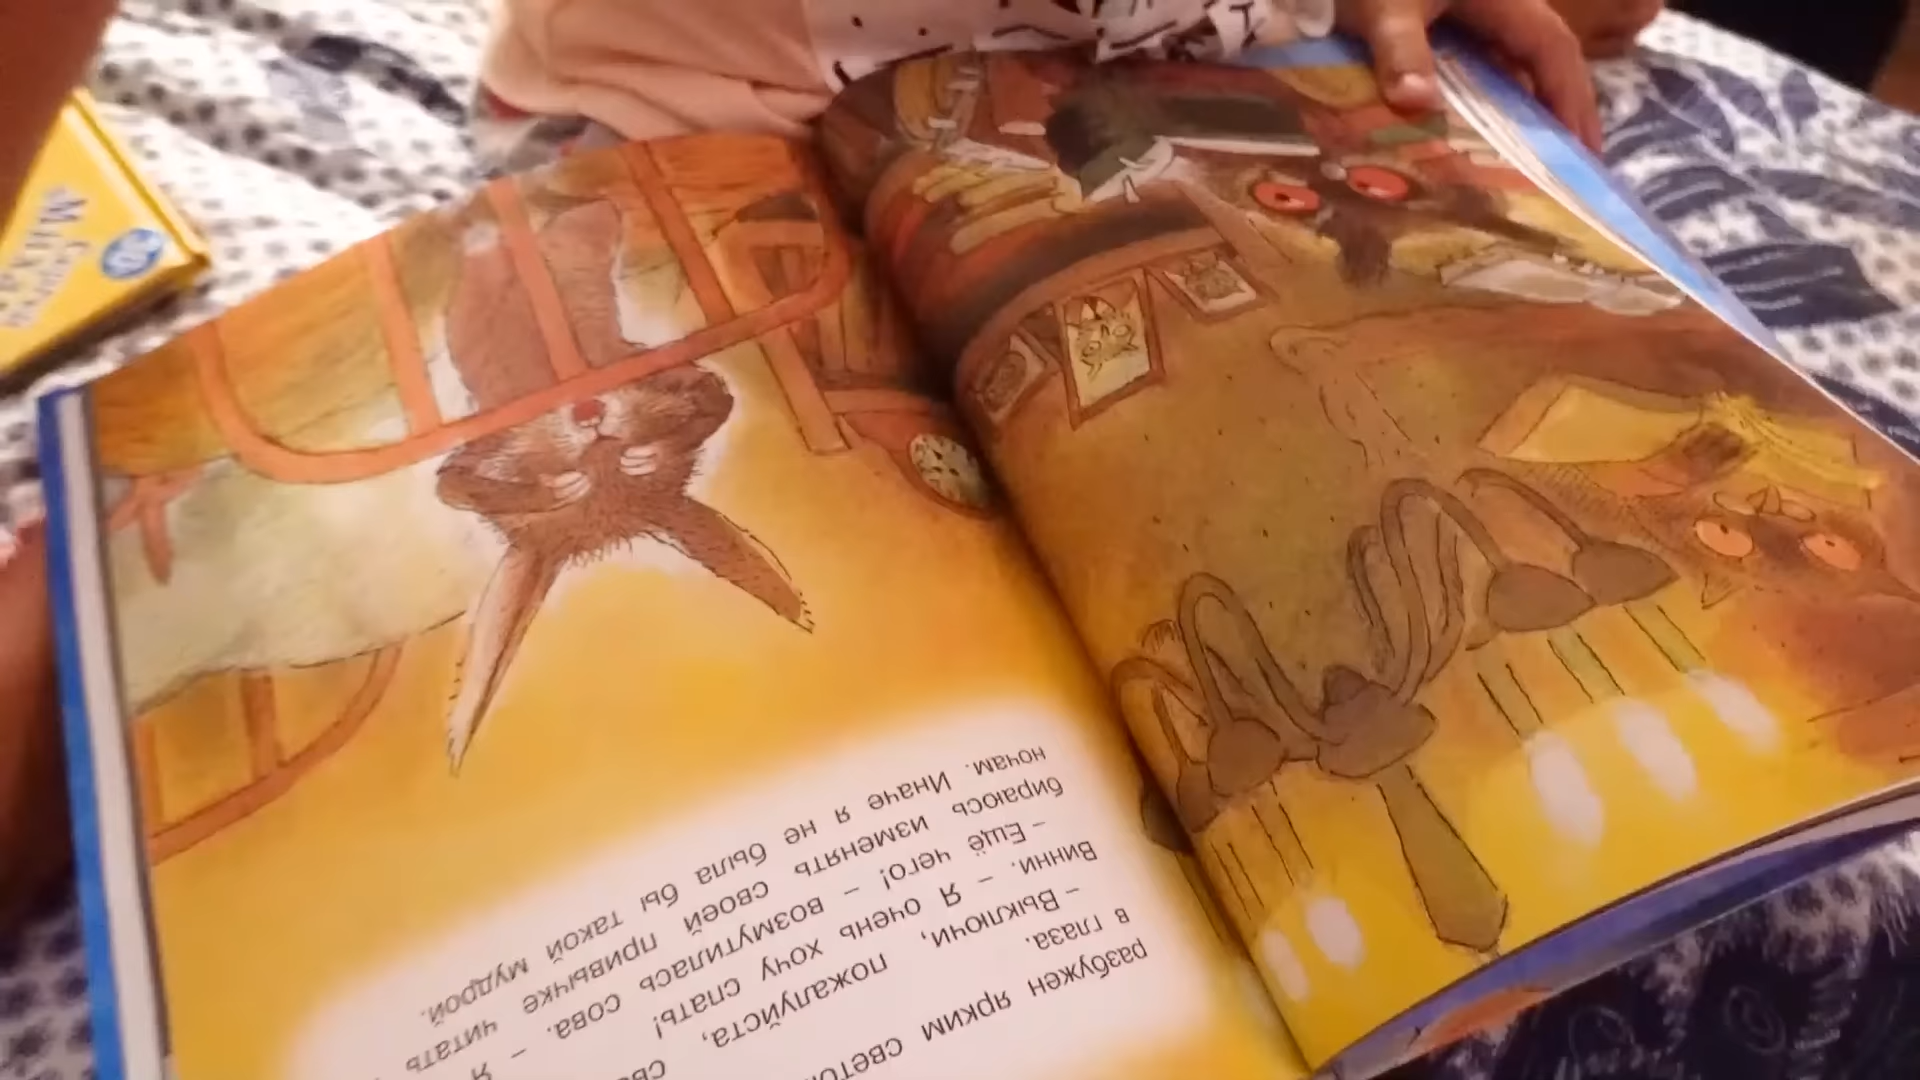 разбужен ярким
в глаза.
– Выключи, пожалуйста,
Винни. – Я очень хочу спать!
– Ещё чего! – возмутилась сова. – Я
бираюсь изменять своей привычке читать
ночам. Иначе я не была бы такой мудрой.